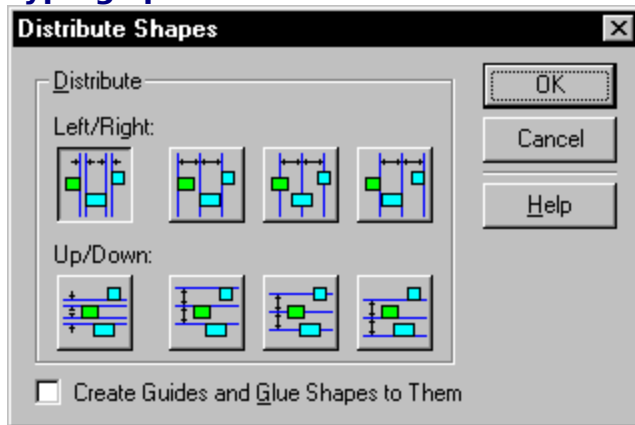 Distribute Shapes
Distribute
OK
Left/Right:
Cancel
Help
Up/Down:
Create Guides and Glue Shapes to Them